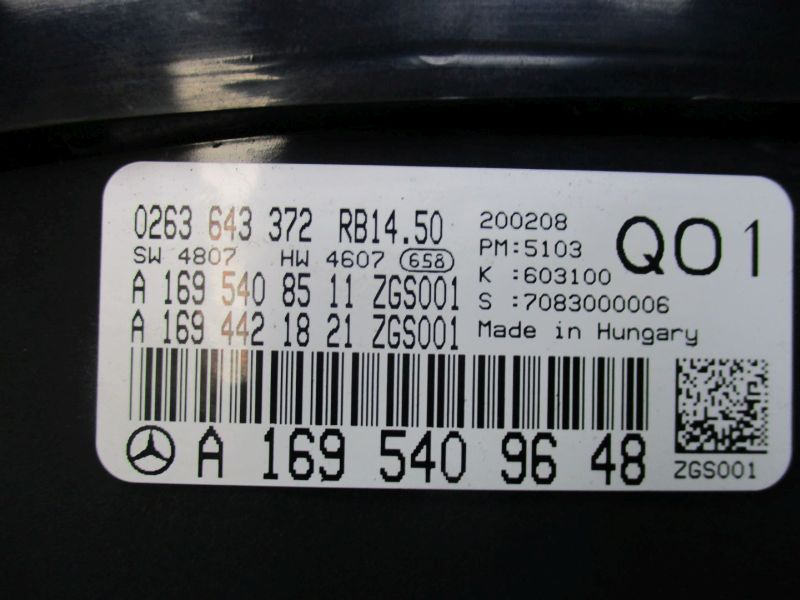 0263 643 372 RB14.50
SW 4807 HW 4607 658
A 169 540 85 11 ZGS001
A 169 442 18 21 ZGS001
200208
PM:5103
K :603100
S :7083000006
Made in Hungary
Q01
A 169 540 96 48
ZGS001